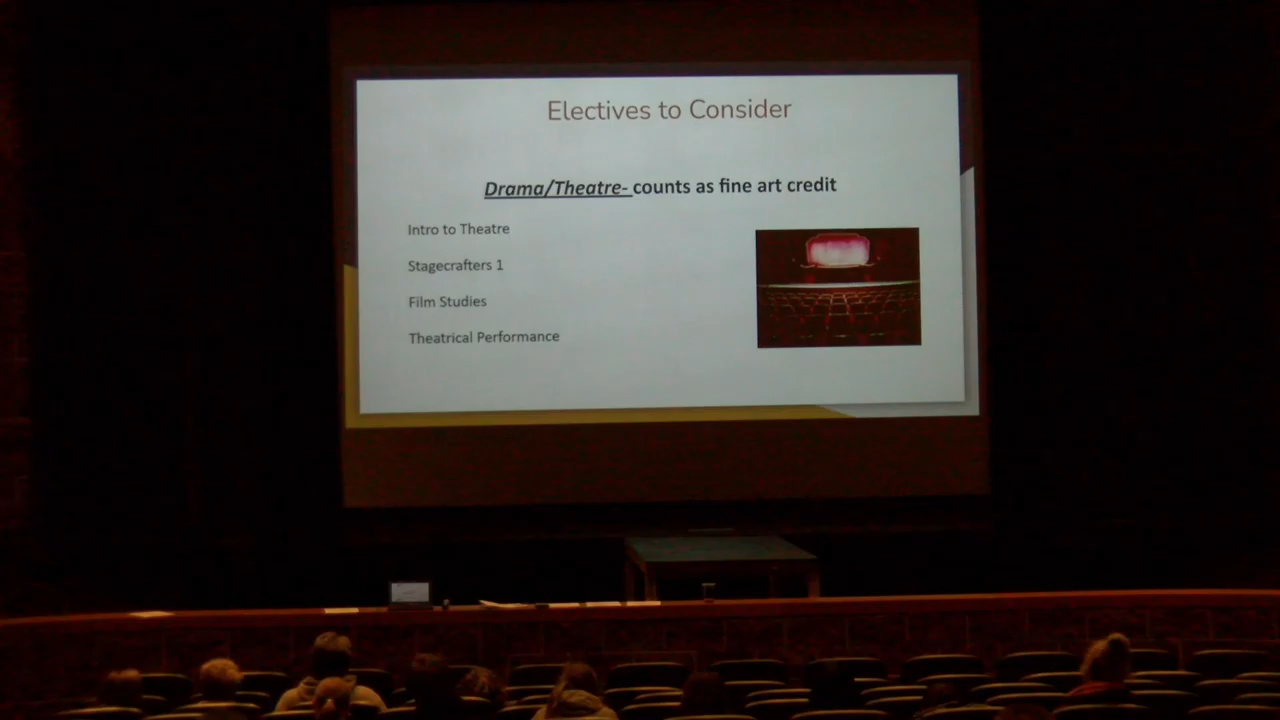 Electives to Consider
Drama/Theatre- counts as fine art credit
Intro to Theatre
Stagecrafters 1
Film Studies
Theatrical Performance